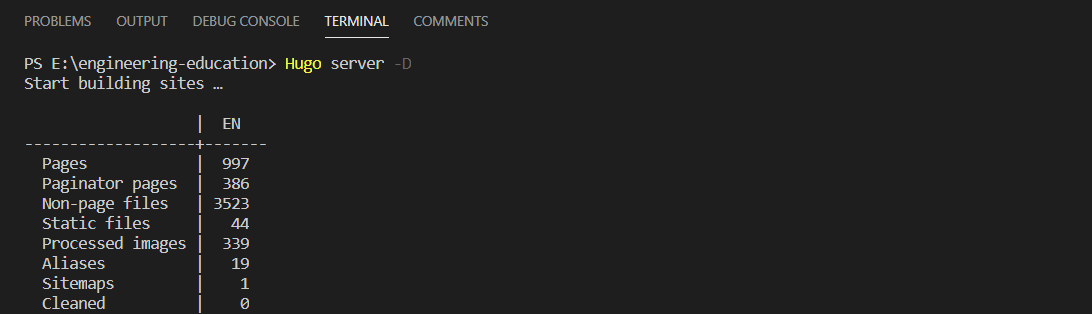 PROBLEMS OUTPUT DEBUG CONSOLE TERMINAL COMMENTS
PS E:\engineering-education> Hugo server -D
Start building sites …
                   |  EN
-------------------+-------
  Pages            |  997
  Paginator pages  |  386
  Non-page files   | 3523
  Static files     |   44
  Processed images |  339
  Aliases          |   19
  Sitemaps         |    1
  Cleaned          |    0